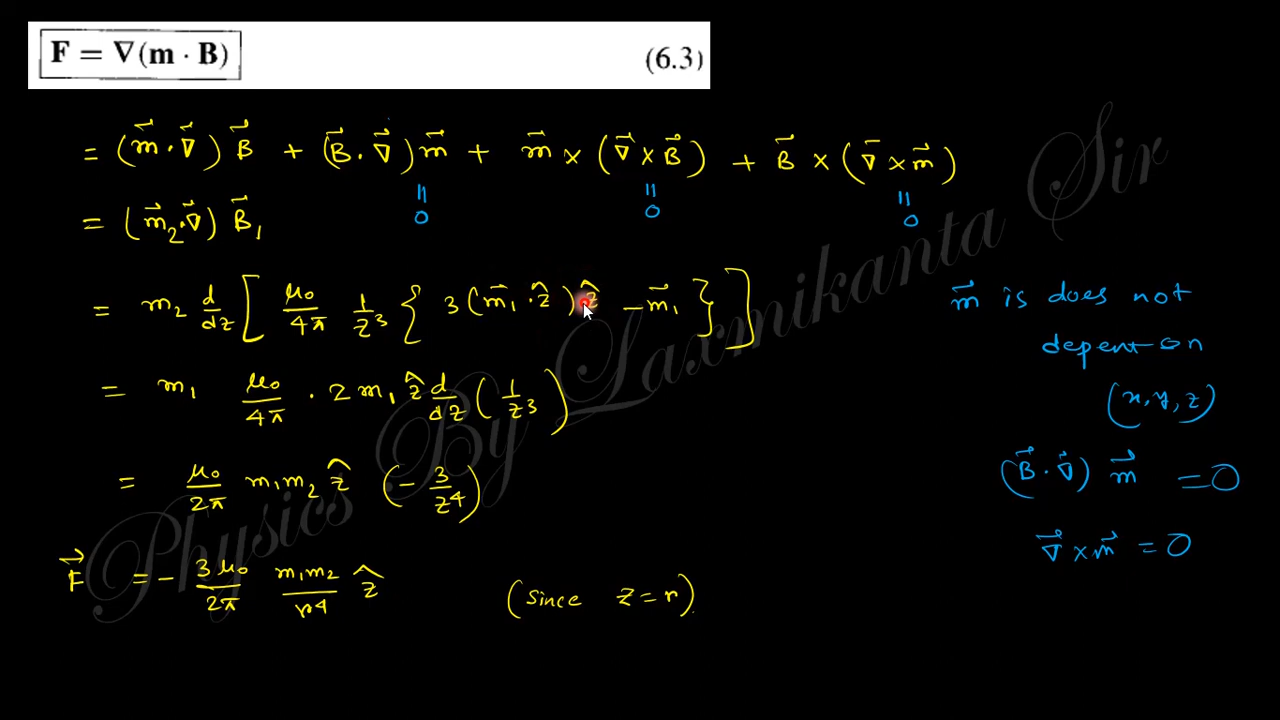 F = ∇(m · B) (6.3)
= (m⃗·∇⃗) B⃗ + (B⃗·∇⃗) m⃗ + m⃗ × (∇⃗ × B⃗) + B⃗ × (∇̄ × m⃗)
= (m⃗₂·∇⃗) B⃗₁
॥ 0 ॥ 0 ॥ 0
= m₂ d/dz [ μ₀/4π 1/z³ { 3 (m⃗₁ · ẑ) ẑ − m⃗₁ } ]
= m₁ μ₀/4π · 2 m₁ ẑ d/dz (1/z³)
= μ₀/2π m₁m₂ ẑ (− 3/z⁴)
F⃗ = − 3μ₀/2π m₁m₂/r⁴ ẑ (Since z = r)
m⃗ is does not
depent on
(x, y, z)
(B⃗ · ∇⃗) m⃗ = 0
∇⃗ × m⃗ = 0
Physics By Laxmikanta Sir